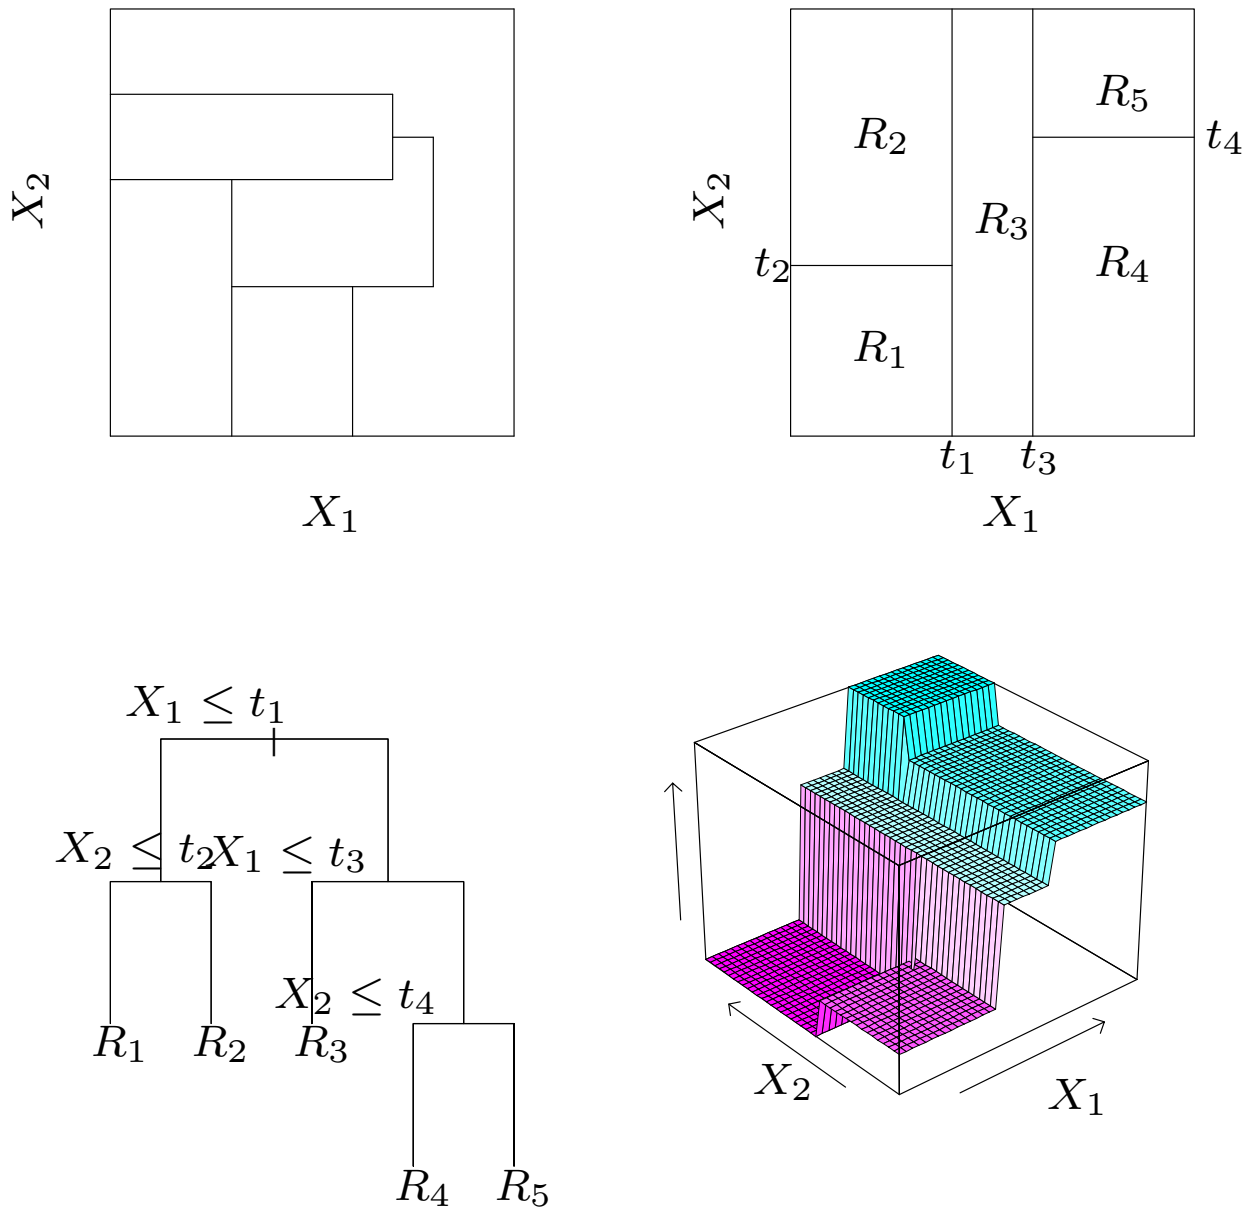 X2
X1
R5
R2
t4
X2
R3
t2
R4
R1
t1
t3
X1
X1 ≤ t1
X2 ≤ t2
X1 ≤ t3
X2 ≤ t4
R1
R2
R3
R4
R5
X2
X1